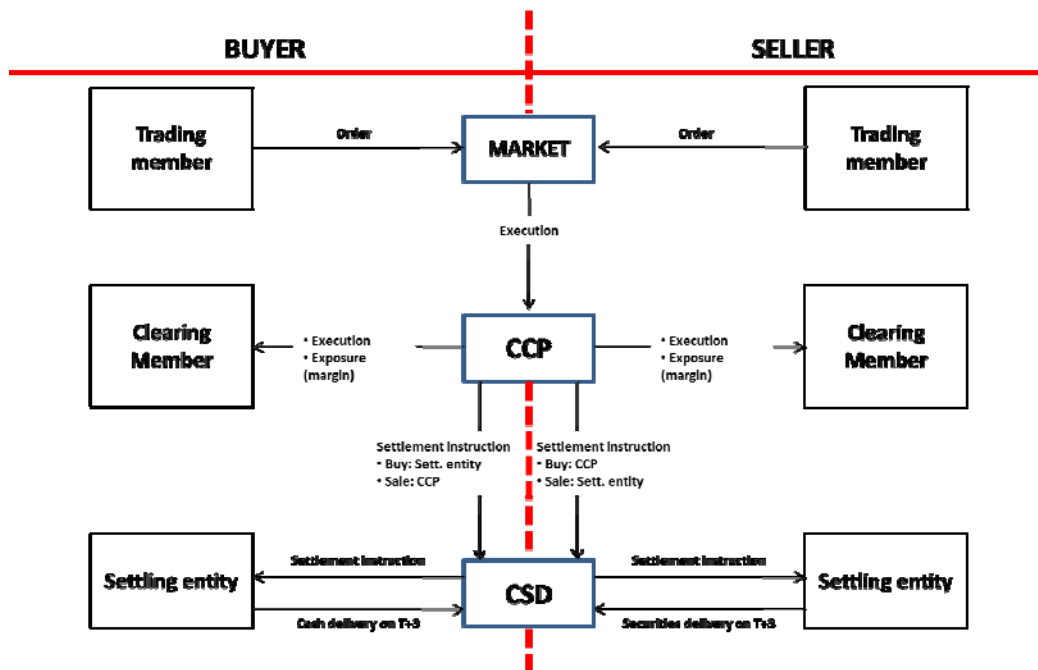 BUYER
SELLER
Trading
member
Order
MARKET
Order
Trading
member
Execution
Clearing
Member
• Execution
• Exposure
(margin)
CCP
• Execution
• Exposure
(margin)
Clearing
Member
Settlement instruction
• Buy: Sett. entity
• Sale: CCP
Settlement instruction
• Buy: CCP
• Sale: Sett. entity
Settling entity
Settlement instruction
Cash delivery on T+3
CSD
Settlement instruction
Securities delivery on T+3
Settling entity